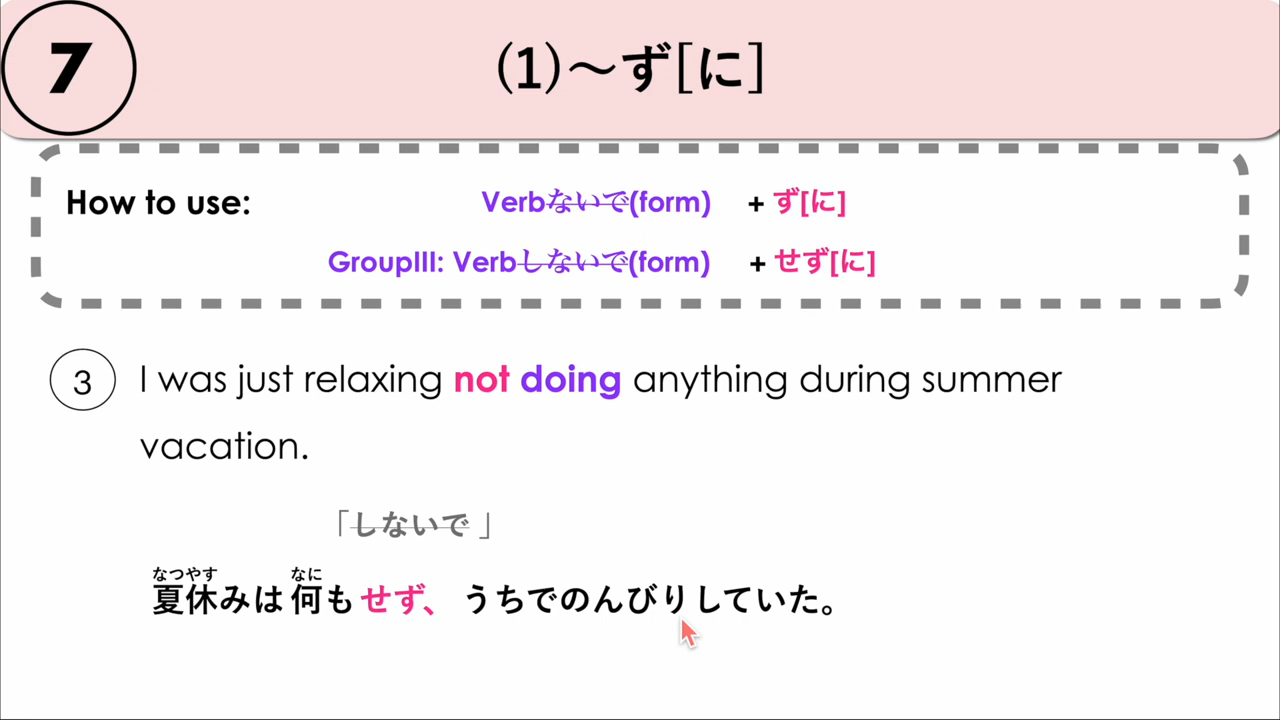 7
(1)～ず[に]
How to use:
Verbないで(form) + ず[に]
GroupIII: Verbしないで(form) + せず[に]
3
I was just relaxing not doing anything during summer
vacation.
「しないで 」
なつやす なに
夏休みは何もせず、 うちでのんびりしていた。